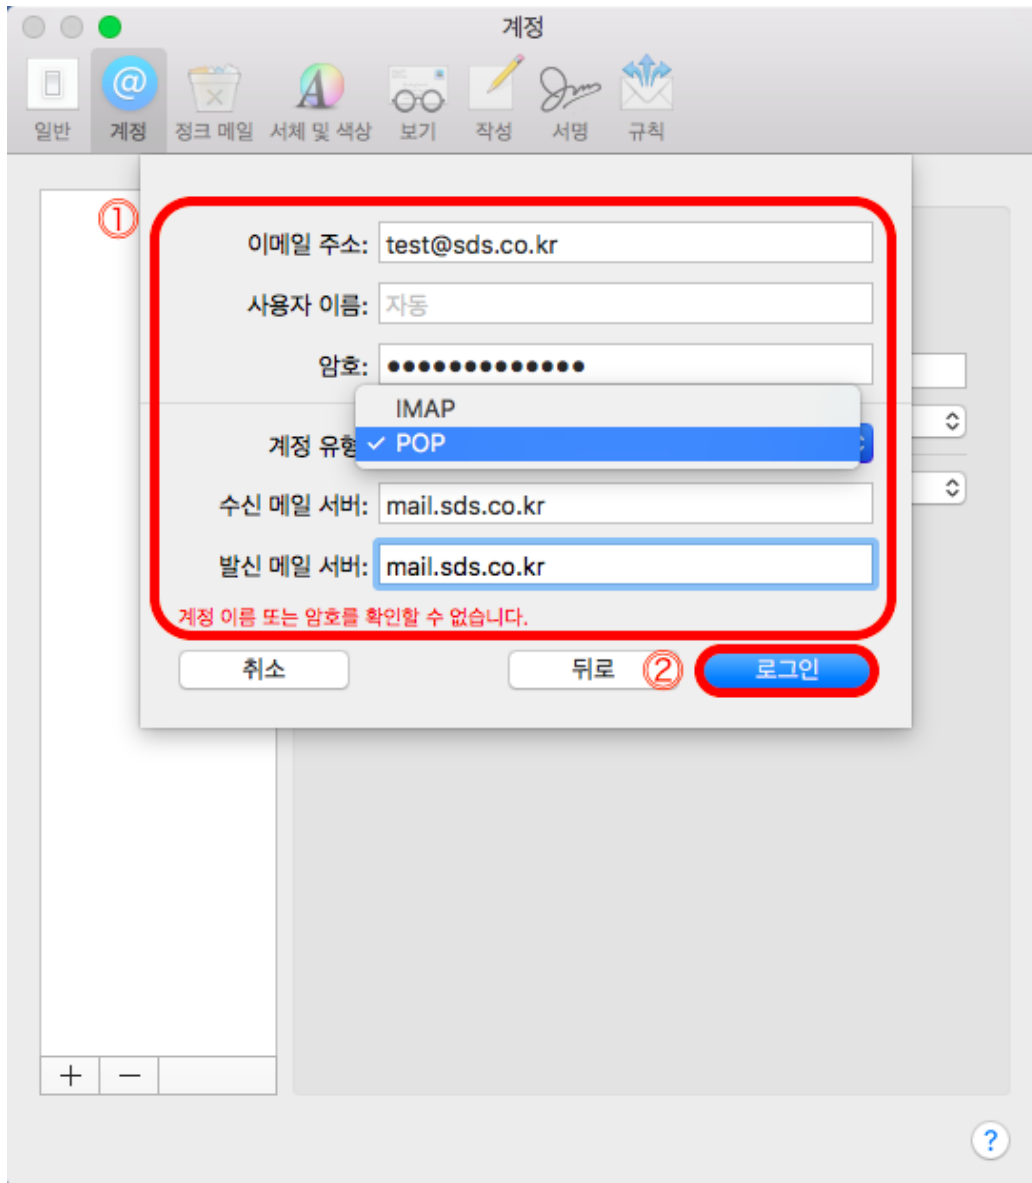 계정
일반 계정 정크 메일 서체 및 색상 보기 작성 서명 규칙
①
이메일 주소: test@sds.co.kr
사용자 이름: 자동
암호: •••••••••••••
IMAP
계정 유형 ✓ POP
수신 메일 서버: mail.sds.co.kr
발신 메일 서버: mail.sds.co.kr
계정 이름 또는 암호를 확인할 수 없습니다.
취소 뒤로 ② 로그인
+ −
?